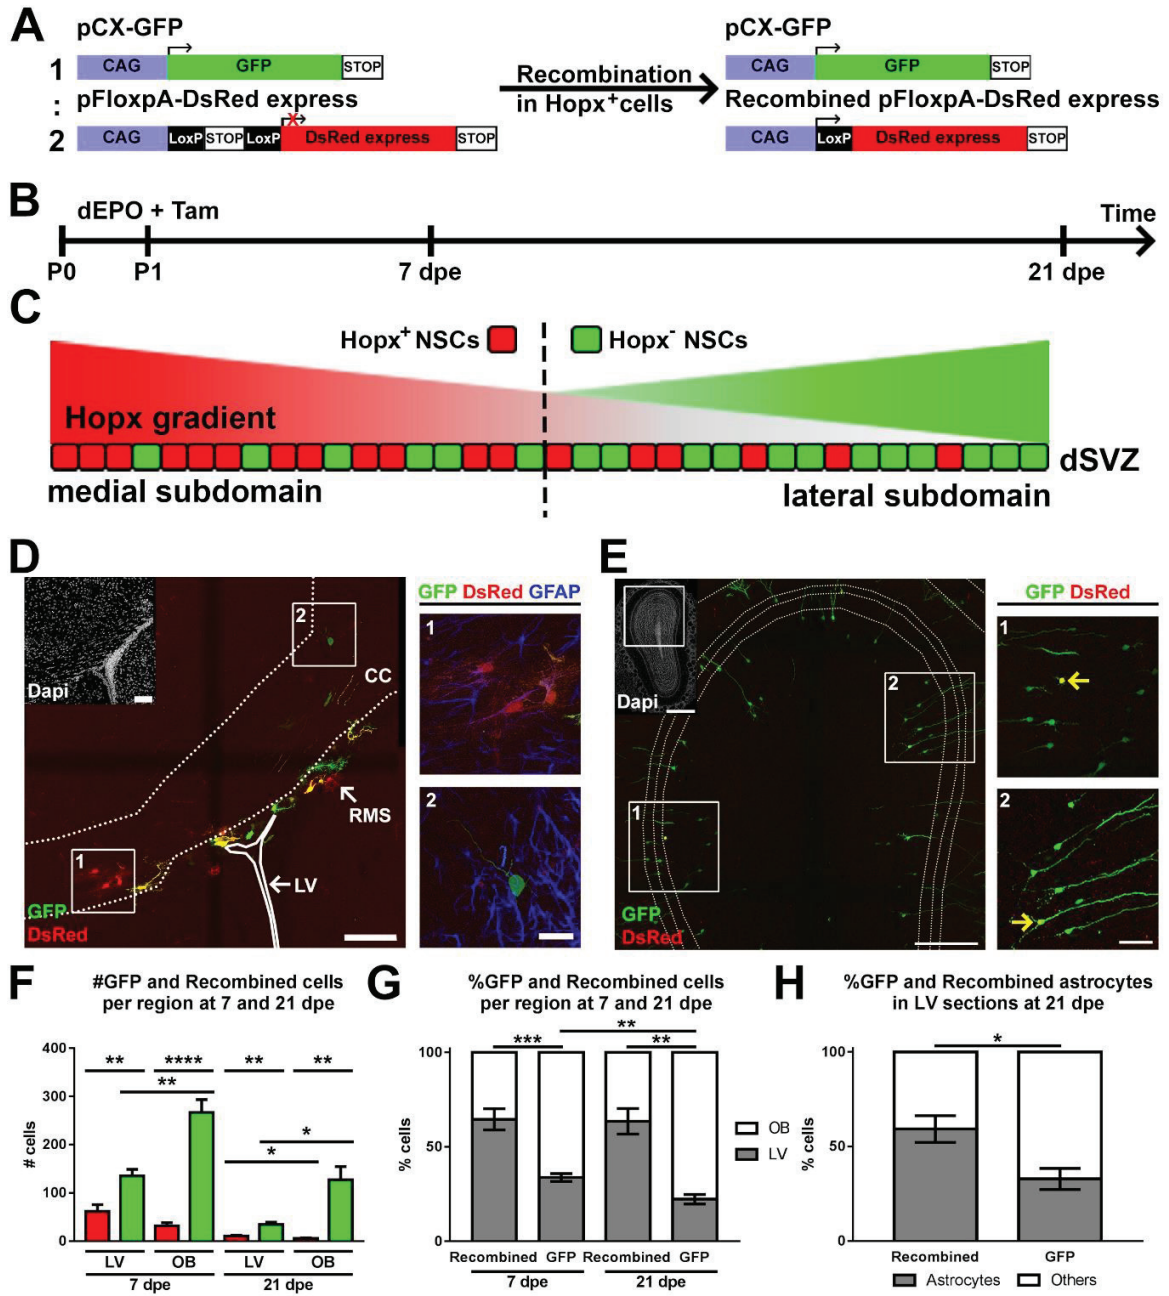 A
pCX-GFP
1 CAG GFP STOP
:
pFloxpA-DsRed express
2 CAG LoxP STOP LoxP X DsRed express STOP
Recombination
in Hopx+cells
pCX-GFP
CAG GFP STOP
Recombined pFloxpA-DsRed express
CAG LoxP DsRed express STOP
B
dEPO + Tam
Time
P0 P1 7 dpe 21 dpe
C
Hopx+ NSCs
Hopx- NSCs
Hopx gradient
dSVZ
medial subdomain
lateral subdomain
D
Dapi
2
CC
RMS
1
LV
GFP
DsRed
GFP DsRed GFAP
1
2
E
Dapi
2
1
GFP
DsRed
GFP DsRed
1
2
F
#GFP and Recombined cells
per region at 7 and 21 dpe
# cells
400
300
200
100
0
** **** ** **
**
*
*
LV OB LV OB
7 dpe 21 dpe
G
%GFP and Recombined cells
per region at 7 and 21 dpe
% cells
100
50
0
**
*** **
OB
LV
Recombined GFP Recombined GFP
7 dpe 21 dpe
H
%GFP and Recombined astrocytes
in LV sections at 21 dpe
% cells
100
50
0
*
Recombined GFP
Astrocytes Others